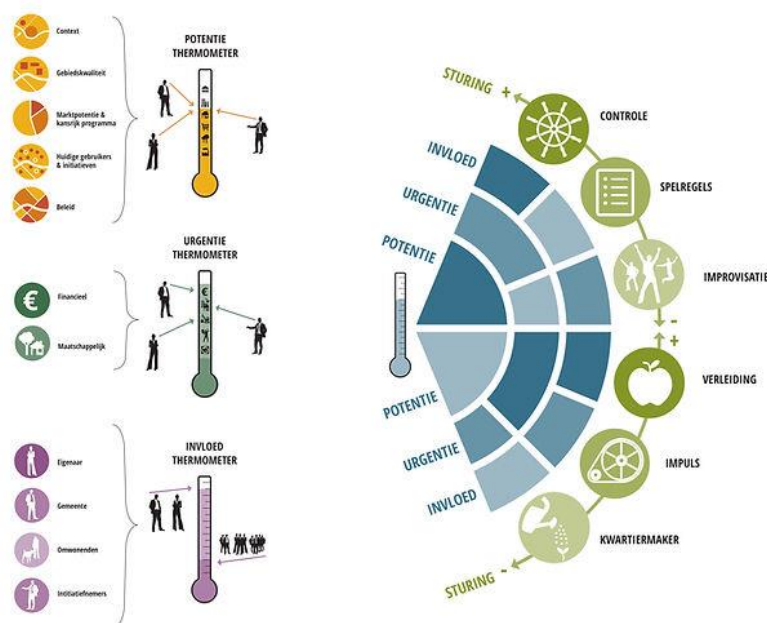 Context
Gebiedskwaliteit
Marktpotentie &
kansrijk programma
Huidige gebruikers
& initiatieven
Beleid
POTENTIE
THERMOMETER
Financieel
Maatschappelijk
URGENTIE
THERMOMETER
€
€
Eigenaar
Gemeente
Omwonenden
Intitiatiefnemers
INVLOED
THERMOMETER
STURING +
CONTROLE
SPELREGELS
IMPROVISATIE
-
+
VERLEIDING
IMPULS
KWARTIERMAKER
STURING -
INVLOED
URGENTIE
POTENTIE
POTENTIE
URGENTIE
INVLOED